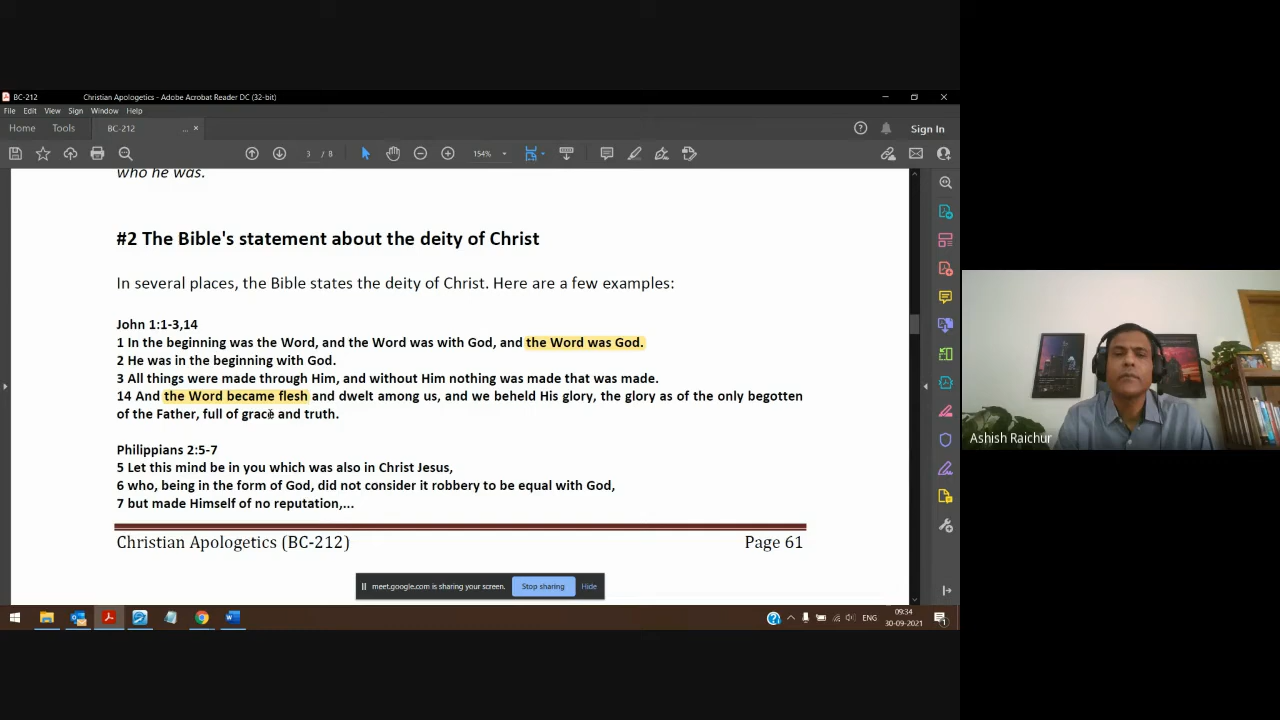 BC-212 Christian Apologetics - Adobe Acrobat Reader DC (32-bit)
File Edit View Sign Window Help
Home Tools BC-212 ... × Sign In
3 / 8 154%
who he was.
#2 The Bible's statement about the deity of Christ
In several places, the Bible states the deity of Christ. Here are a few examples:
John 1:1-3,14
1 In the beginning was the Word, and the Word was with God, and the Word was God.
2 He was in the beginning with God.
3 All things were made through Him, and without Him nothing was made that was made.
14 And the Word became flesh and dwelt among us, and we beheld His glory, the glory as of the only begotten
of the Father, full of grace and truth.
Philippians 2:5-7
5 Let this mind be in you which was also in Christ Jesus,
6 who, being in the form of God, did not consider it robbery to be equal with God,
7 but made Himself of no reputation,...
Christian Apologetics (BC-212) Page 61
meet.google.com is sharing your screen. Stop sharing Hide
ENG 09:34
30-09-2021
Ashish Raichur